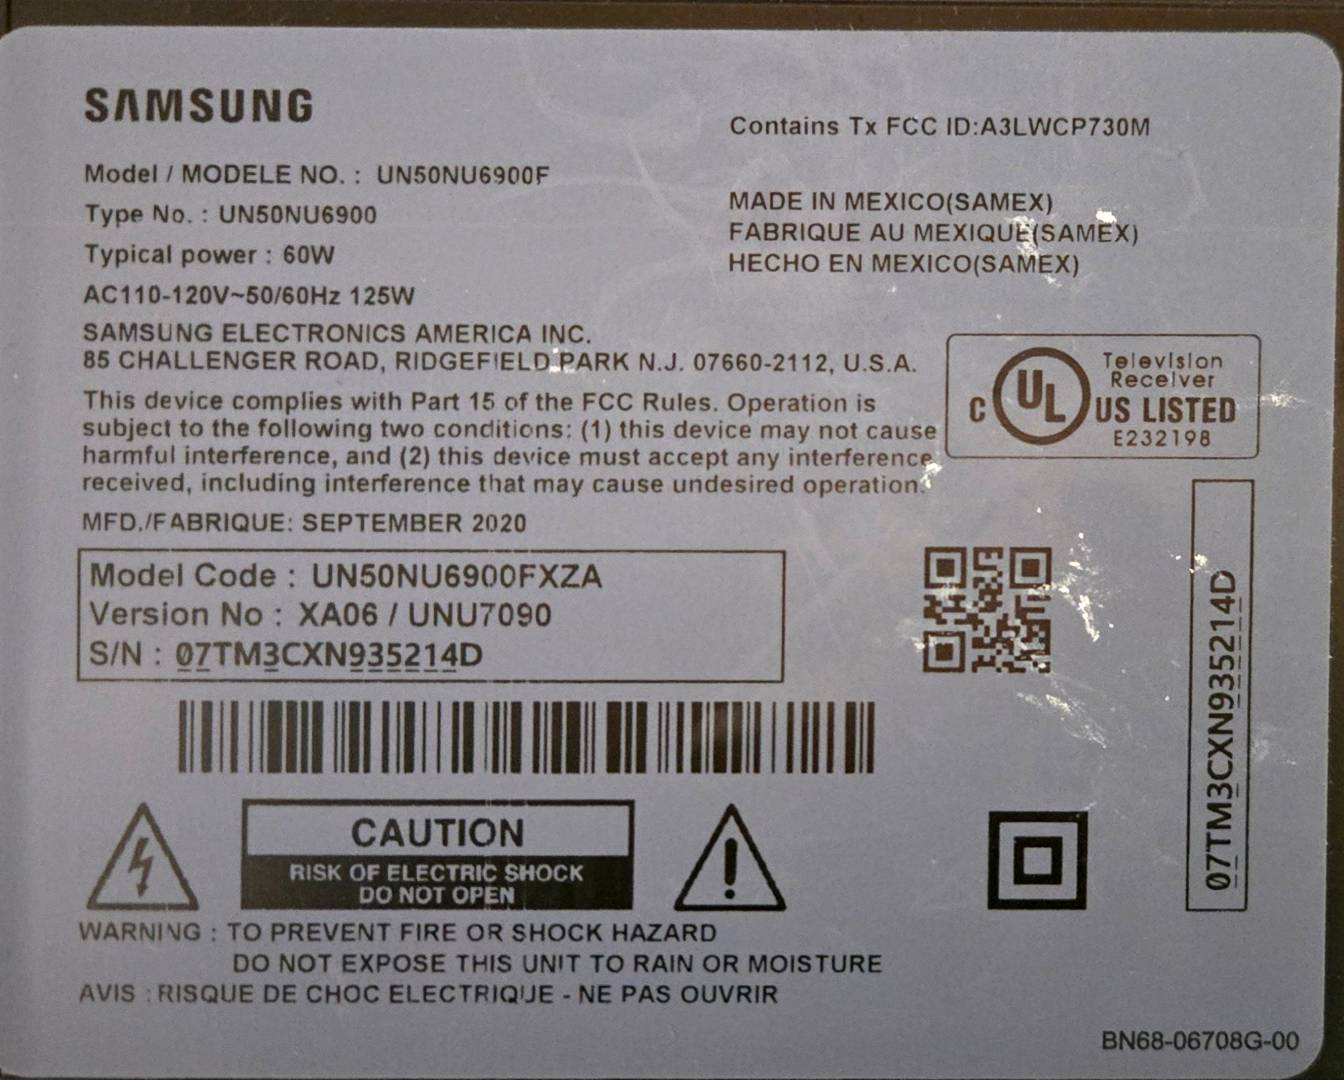 SAMSUNG
Contains Tx FCC ID:A3LWCP730M
Model / MODELE NO. : UN50NU6900F
Type No. : UN50NU6900
Typical power : 60W
AC110-120V~50/60Hz 125W
MADE IN MEXICO(SAMEX)
FABRIQUE AU MEXIQUE(SAMEX)
HECHO EN MEXICO(SAMEX)
SAMSUNG ELECTRONICS AMERICA INC.
85 CHALLENGER ROAD, RIDGEFIELD PARK N.J. 07660-2112, U.S.A.
This device complies with Part 15 of the FCC Rules. Operation is
subject to the following two conditions: (1) this device may not cause
harmful interference, and (2) this device must accept any interference
received, including interference that may cause undesired operation.
C UL US LISTED
Television
Receiver
E232198
MFD./FABRIQUE: SEPTEMBER 2020
Model Code : UN50NU6900FXZA
Version No : XA06 / UNU7090
S/N : 07TM3CXN935214D
07TM3CXN935214D
CAUTION
RISK OF ELECTRIC SHOCK
DO NOT OPEN
WARNING : TO PREVENT FIRE OR SHOCK HAZARD
DO NOT EXPOSE THIS UNIT TO RAIN OR MOISTURE
AVIS : RISQUE DE CHOC ELECTRIQUE - NE PAS OUVRIR
BN68-06708G-00